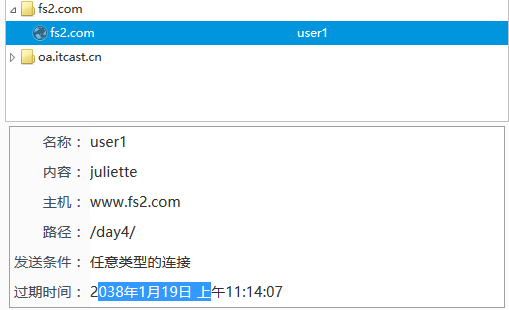 fs2.com
fs2.com user1
oa.itcast.cn
名称： user1
内容： juliette
主机： www.fs2.com
路径： /day4/
发送条件： 任意类型的连接
过期时间： 2038年1月19日 上午11:14:07